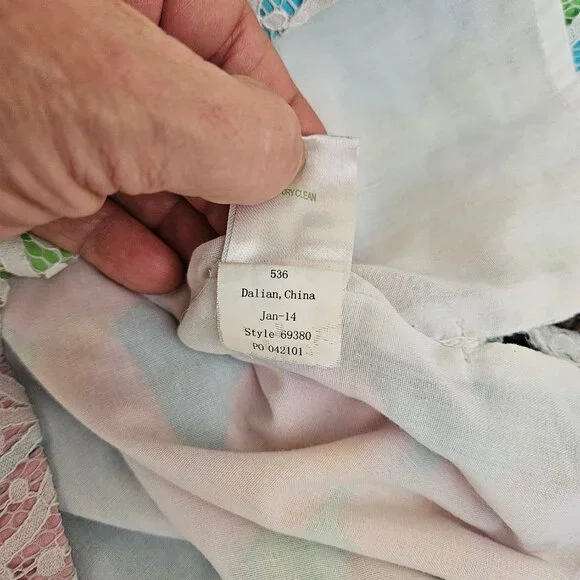 DRY CLEAN
536
Dalian, China
Jan-14
Style 69380
PO 042101